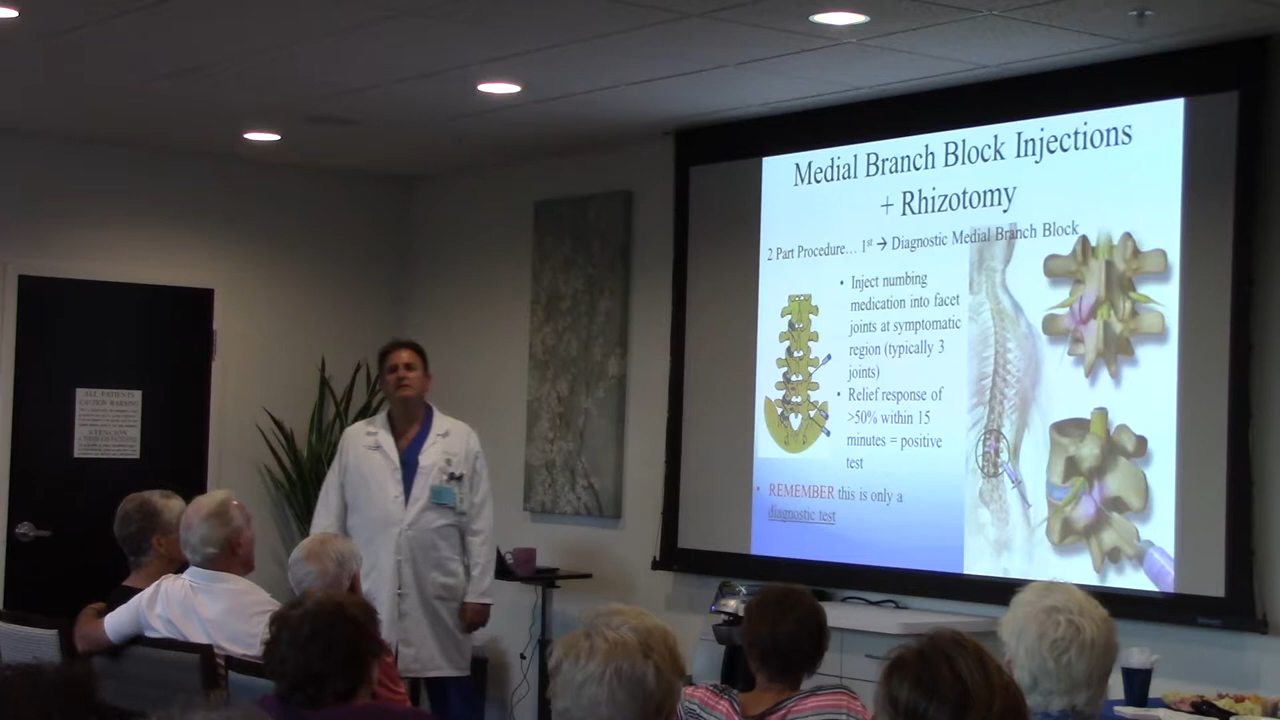 Medial Branch Block Injections
+ Rhizotomy
2 Part Procedure… 1st → Diagnostic Medial Branch Block
• Inject numbing
medication into facet
joints at symptomatic
region (typically 3
joints)
• Relief response of
>50% within 15
minutes = positive
test
• REMEMBER this is only a
diagnostic test
ALL PATIENTS
CAUTION WARNING